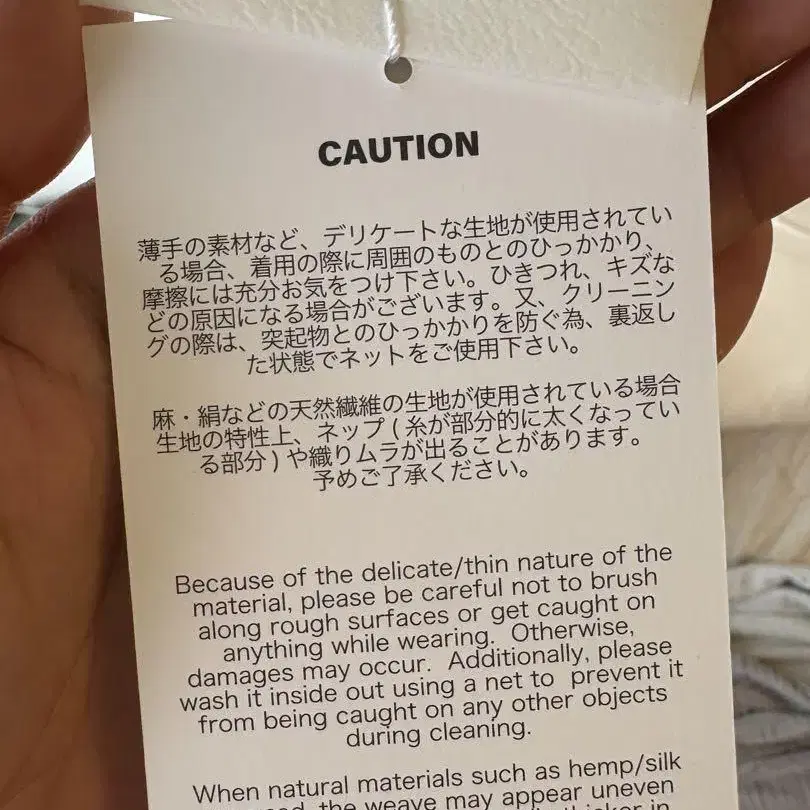 CAUTION
薄手の素材など、デリケートな生地が使用されてい
る場合、着用の際に周囲のものとのひっかかり、
摩擦には充分お気をつけ下さい。ひきつれ、キズな
どの原因になる場合がございます。又、クリーニン
グの際は、突起物とのひっかかりを防ぐ為、裏返し
た状態でネットをご使用下さい。
麻・絹などの天然繊維の生地が使用されている場合
生地の特性上、ネップ ( 糸が部分的に太くなってい
る部分 ) や織りムラが出ることがあります。
予めご了承ください。
Because of the delicate/thin nature of the
material, please be careful not to brush
along rough surfaces or get caught on
anything while wearing. Otherwise,
damages may occur. Additionally, please
wash it inside out using a net to prevent it
from being caught on any other objects
during cleaning.
When natural materials such as hemp/silk
the weave may appear uneven
in